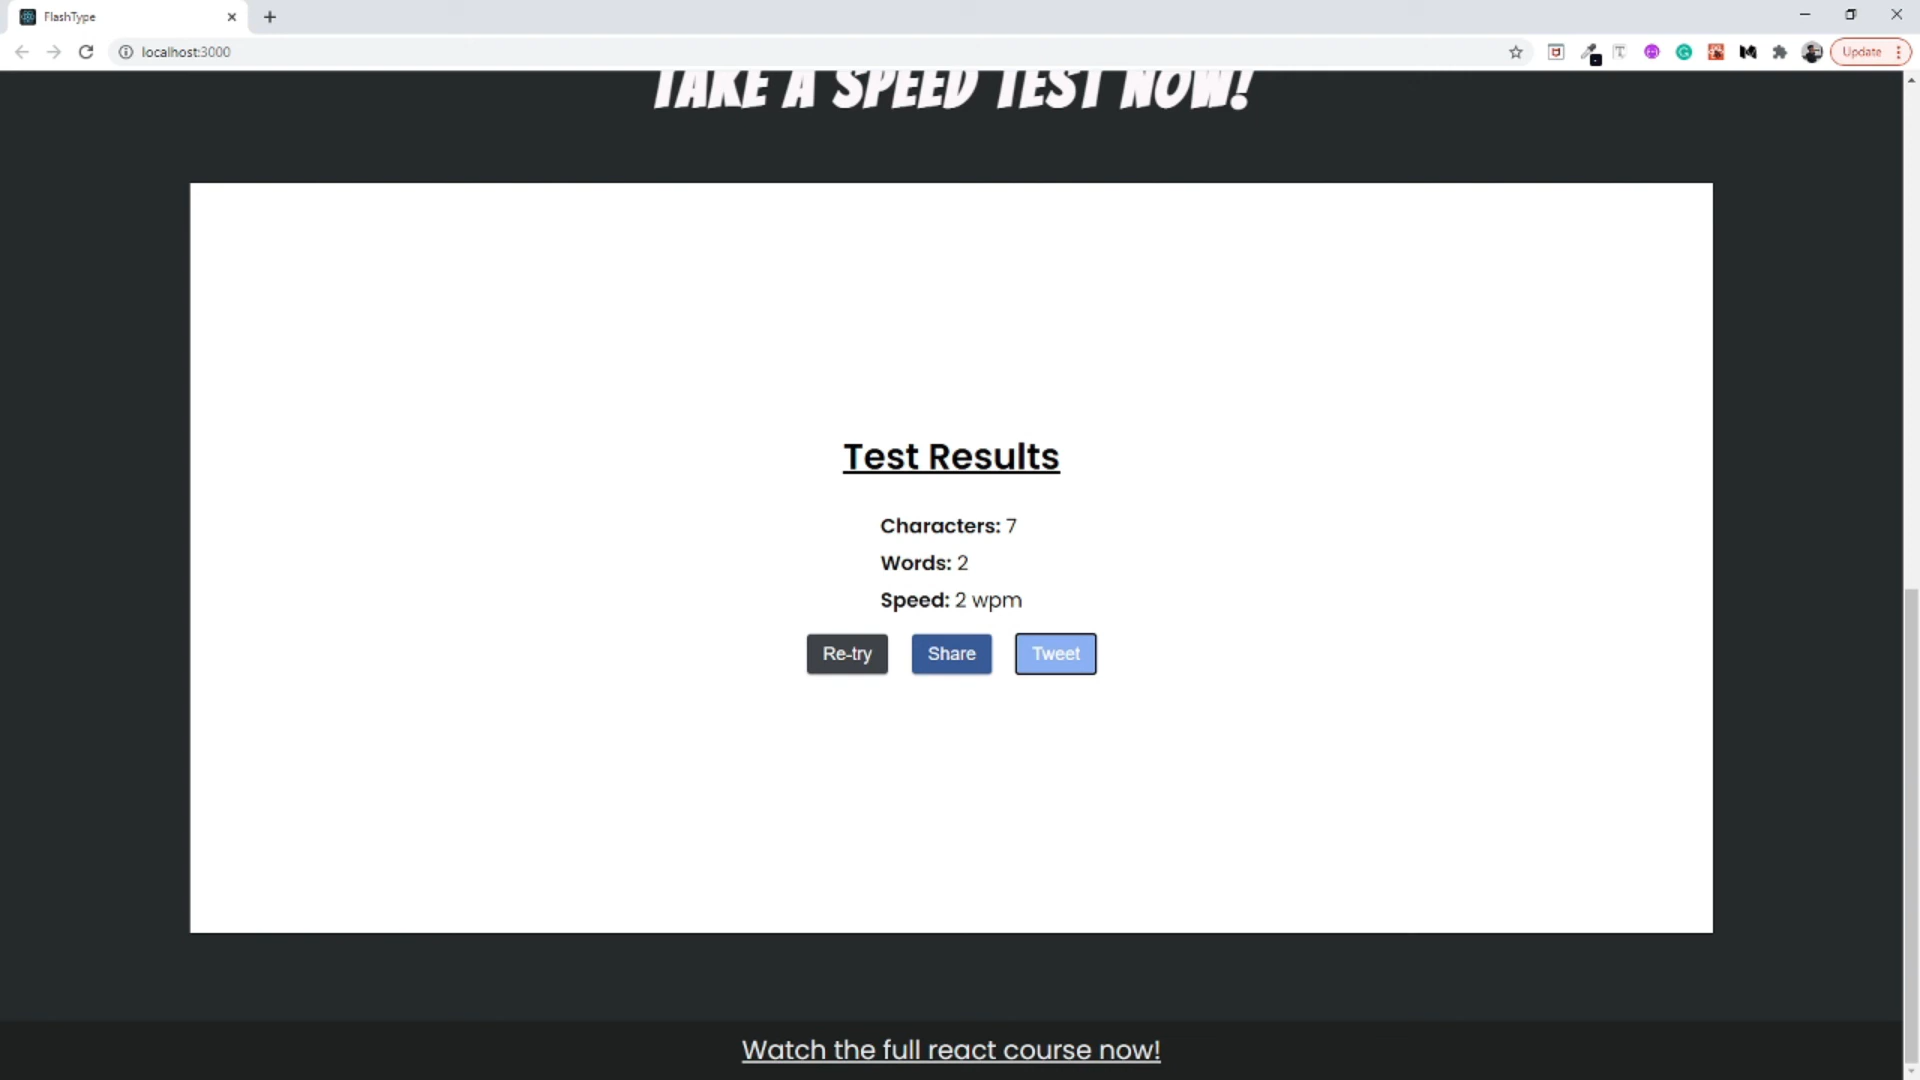 FlashType
localhost:3000
Update
TAKE A SPEED TEST NOW!
Test Results
Characters: 7
Words: 2
Speed: 2 wpm
Re-try Share Tweet
Watch the full react course now!